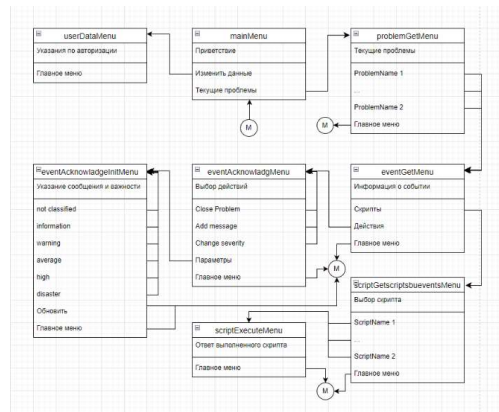 userDataMenu
Указания по авторизации
Главное меню
mainMenu
Приветствие
Изменить данные
Текущие проблемы
problemGetMenu
Текущие проблемы
ProblemName 1
...
ProblemName 2
Главное меню
M
M
eventAcknowladgeInitMenu
Указание сообщения и важности
not classified
information
warning
average
high
disaster
Обновить
Главное меню
eventAcknowladgMenu
Выбор действий
Close Problem
Add message
Change severity
Параметры
Главное меню
eventGetMenu
Информация о событии
Скрипты
Действия
Главное меню
M
scriptGetscriptsbueventsMenu
Выбор скрипта
ScriptName 1
...
ScriptName 2
Главное меню
scriptExecuteMenu
Ответ выполненного скрипта
Главное меню
M